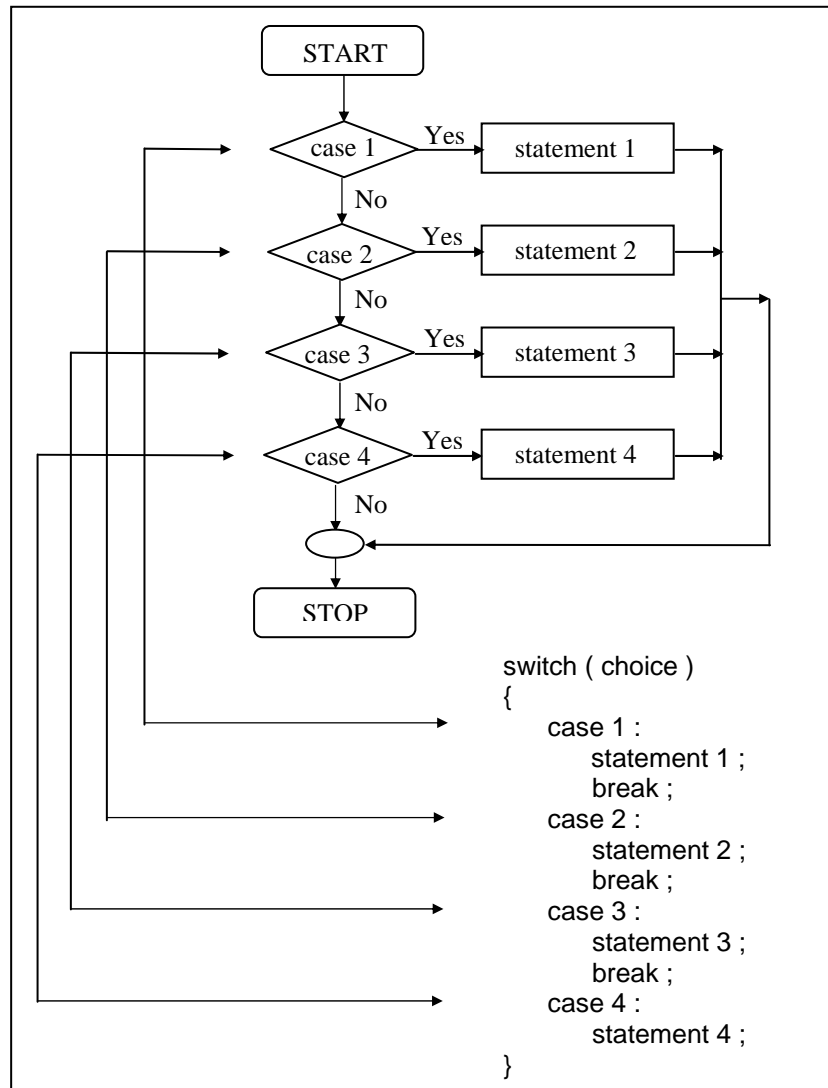 START
case 1
Yes
statement 1
No
case 2
Yes
statement 2
No
case 3
Yes
statement 3
No
case 4
Yes
statement 4
No
STOP
switch ( choice )
{
case 1 :
statement 1 ;
break ;
case 2 :
statement 2 ;
break ;
case 3 :
statement 3 ;
break ;
case 4 :
statement 4 ;
}